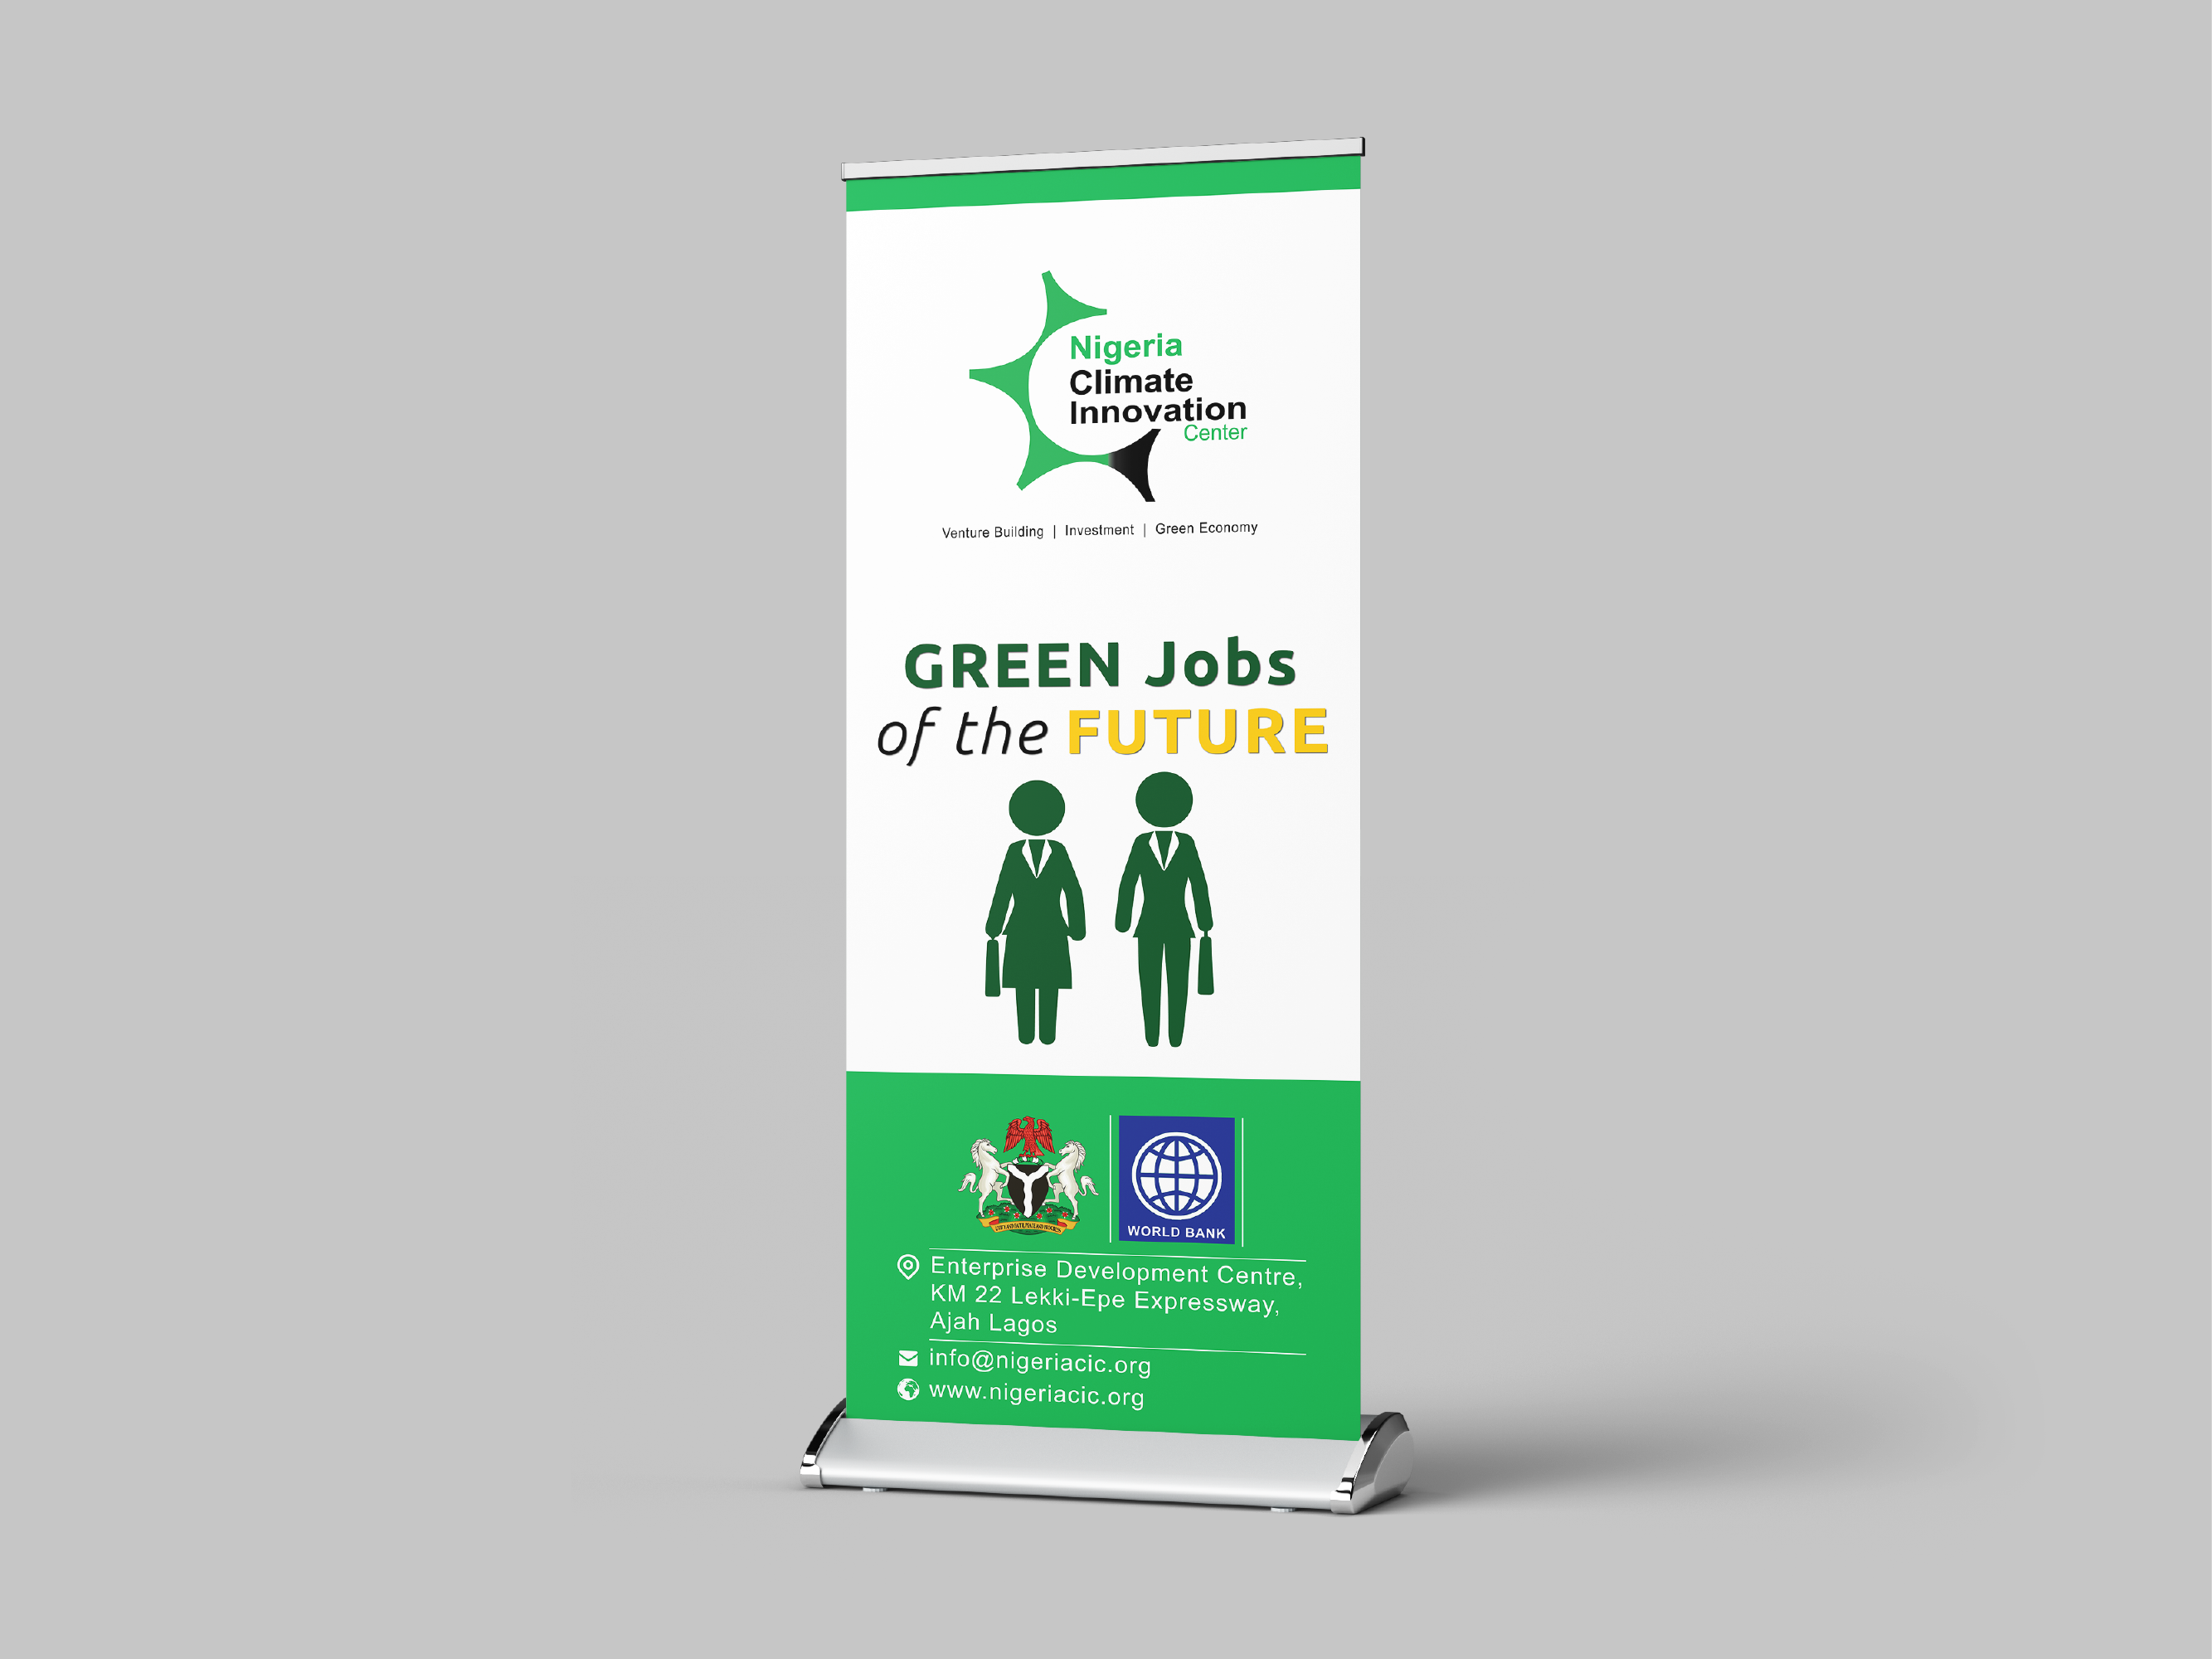 Nigeria
Climate
Innovation
Center
Venture Building | Investment | Green Economy
GREEN Jobs
of the FUTURE
WORLD BANK
Enterprise Development Centre,
KM 22 Lekki-Epe Expressway,
Ajah Lagos
info@nigeriacic.org
www.nigeriacic.org